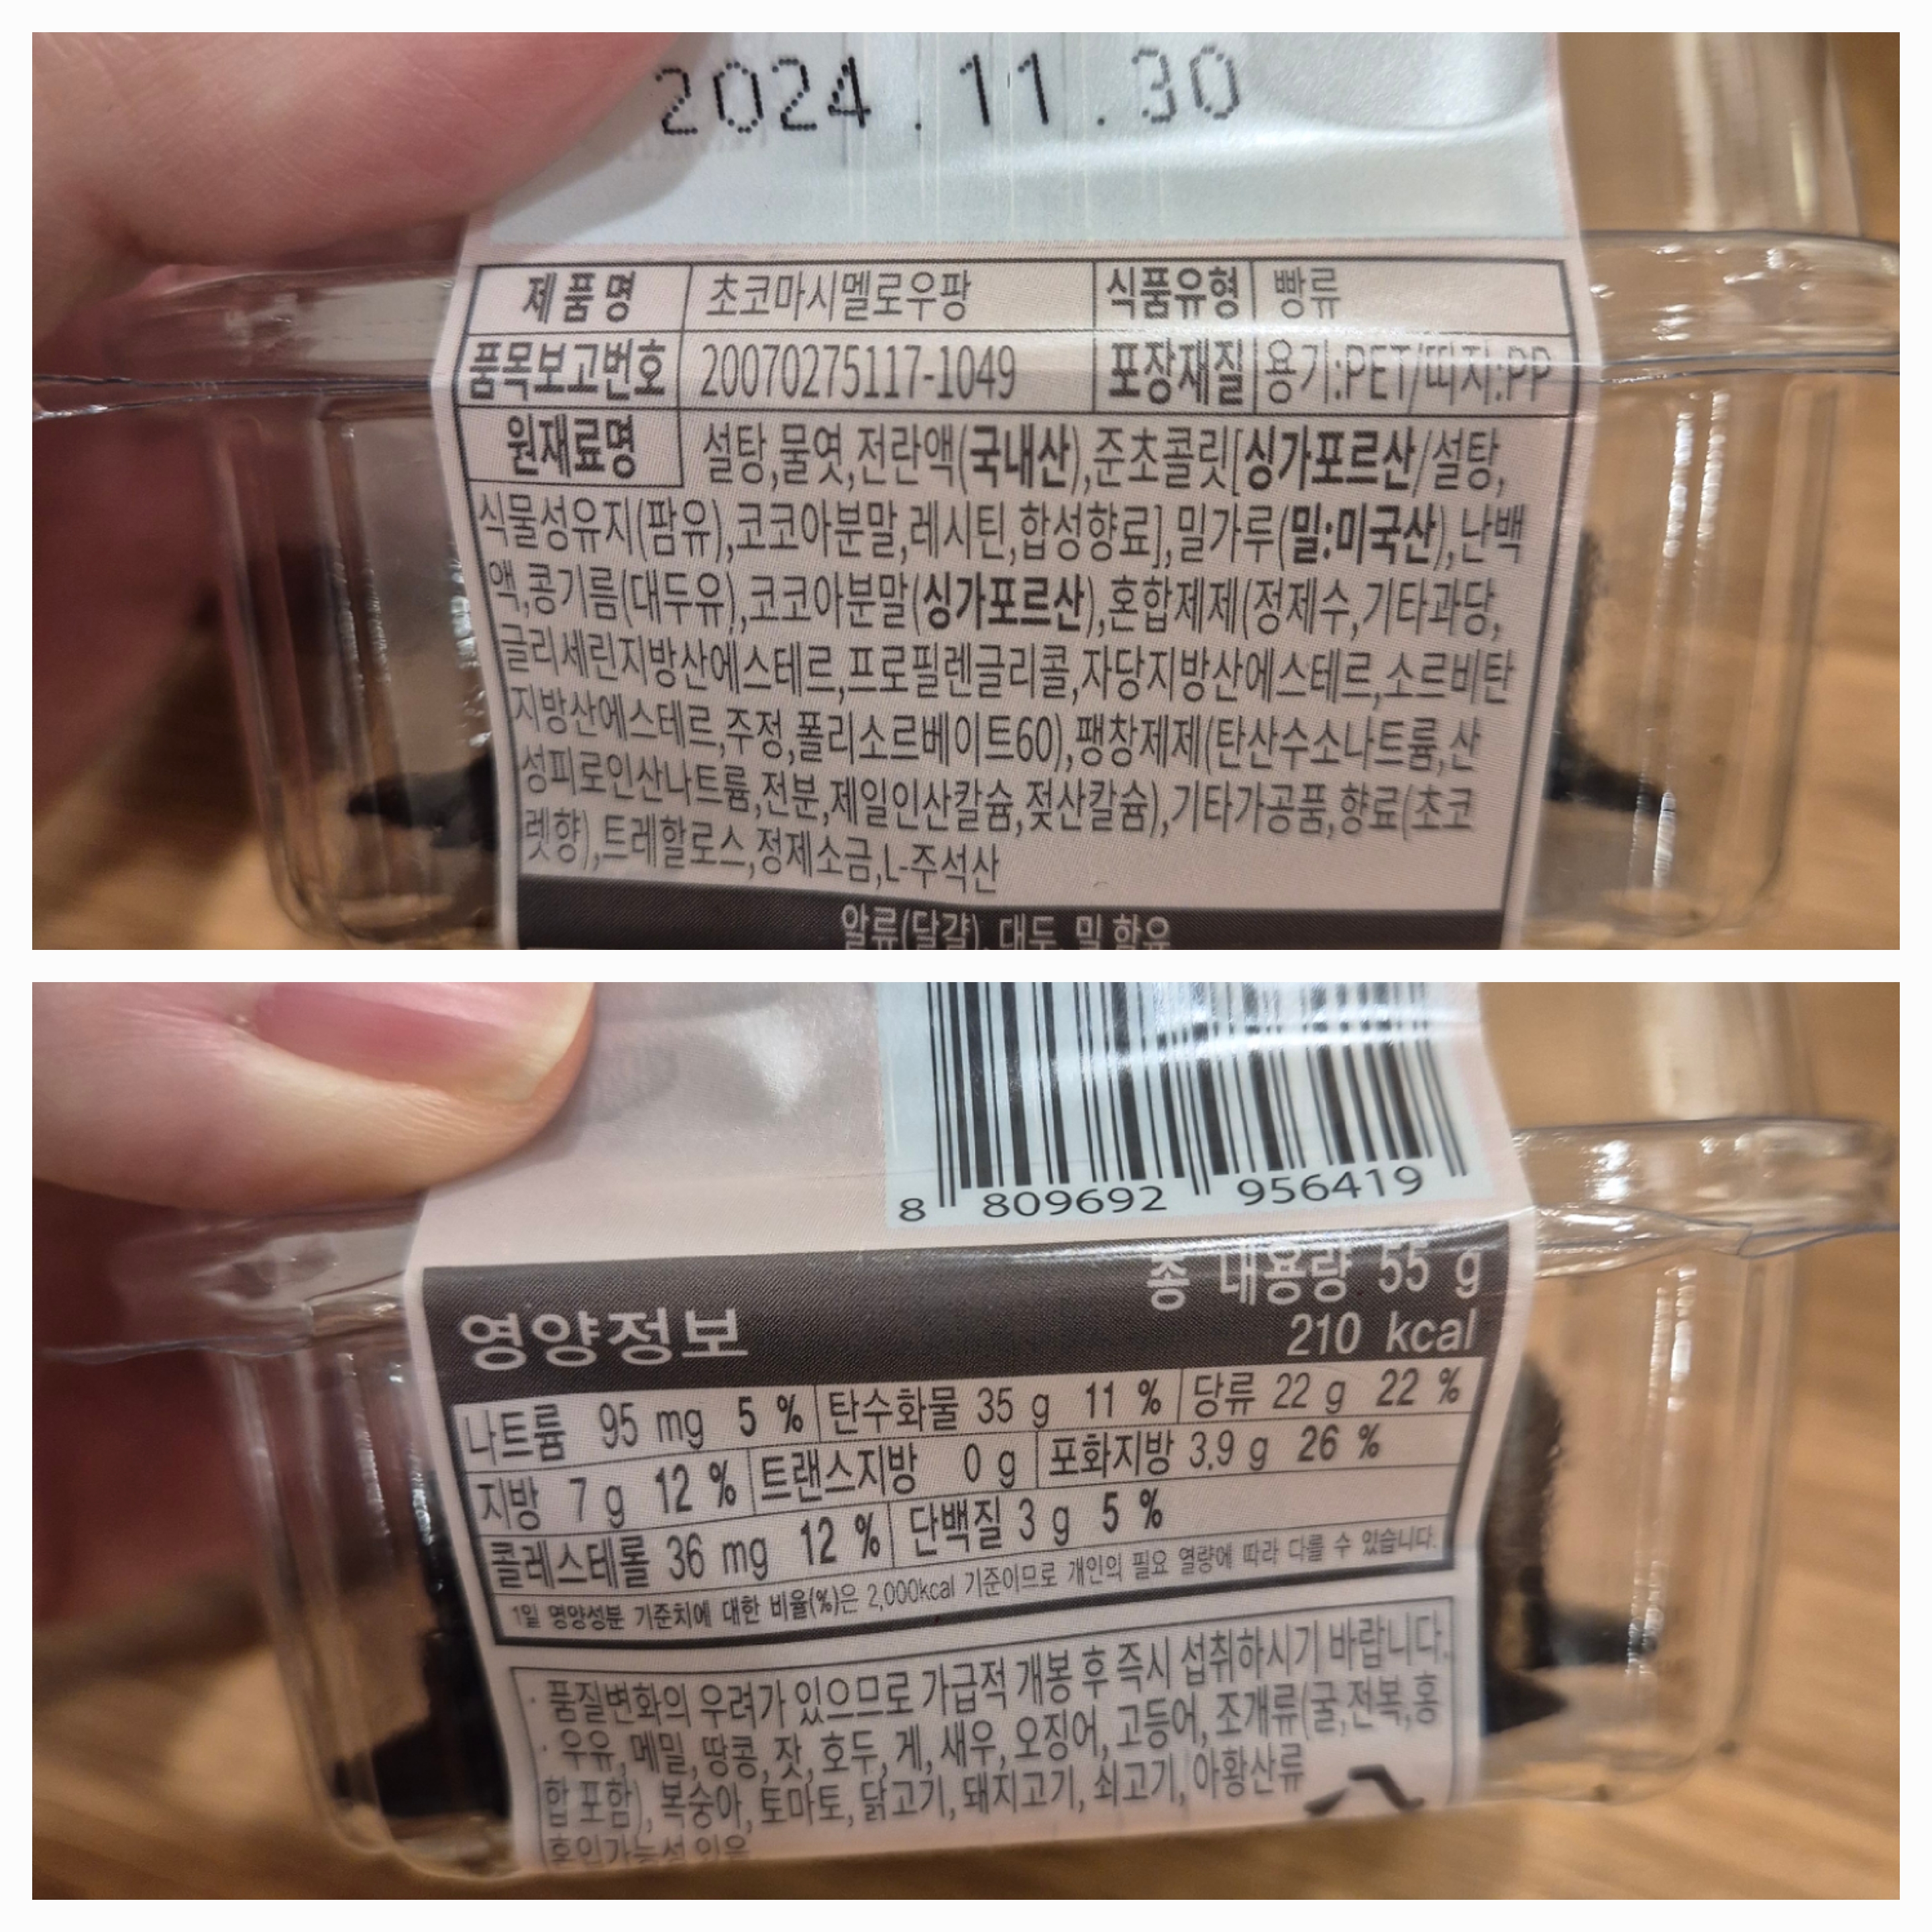 2024.11.30
제품명 초코마시멜로우팡 식품유형 빵류
품목보고번호 20070275117-1049 포장재질 용기:PET/띠지:PP
원재료명 설탕,물엿,전란액(국내산),준초콜릿[싱가포르산/설탕,
식물성유지(팜유),코코아분말,레시틴,합성향료],밀가루(밀:미국산),난백
액,콩기름(대두유),코코아분말(싱가포르산),혼합제제(정제수,기타과당,
글리세린지방산에스테르,프로필렌글리콜,자당지방산에스테르,소르비탄
지방산에스테르,주정,폴리소르베이트60),팽창제제(탄산수소나트륨,산
성피로인산나트륨,전분,제일인산칼슘,젖산칼슘),기타가공품,향료(초코
렛향),트레할로스,정제소금,L-주석산
알류(달걀), 대두, 밀 함유
8 809692 956419
총 내용량 55 g
영양정보 210 kcal
나트륨 95 mg 5 % 탄수화물 35 g 11 % 당류 22 g 22 %
지방 7 g 12 % 트랜스지방 0 g 포화지방 3.9 g 26 %
콜레스테롤 36 mg 12 % 단백질 3 g 5 %
1일 영양성분 기준치에 대한 비율(%)은 2,000kcal 기준이므로 개인의 필요 열량에 따라 다를 수 있습니다.
· 품질변화의 우려가 있으므로 가급적 개봉 후 즉시 섭취하시기 바랍니다.
· 우유, 메밀, 땅콩, 잣, 호두, 게, 새우, 오징어, 고등어, 조개류(굴,전복,홍
합 포함), 복숭아, 토마토, 닭고기, 돼지고기, 쇠고기, 아황산류
혼입가능성 있음